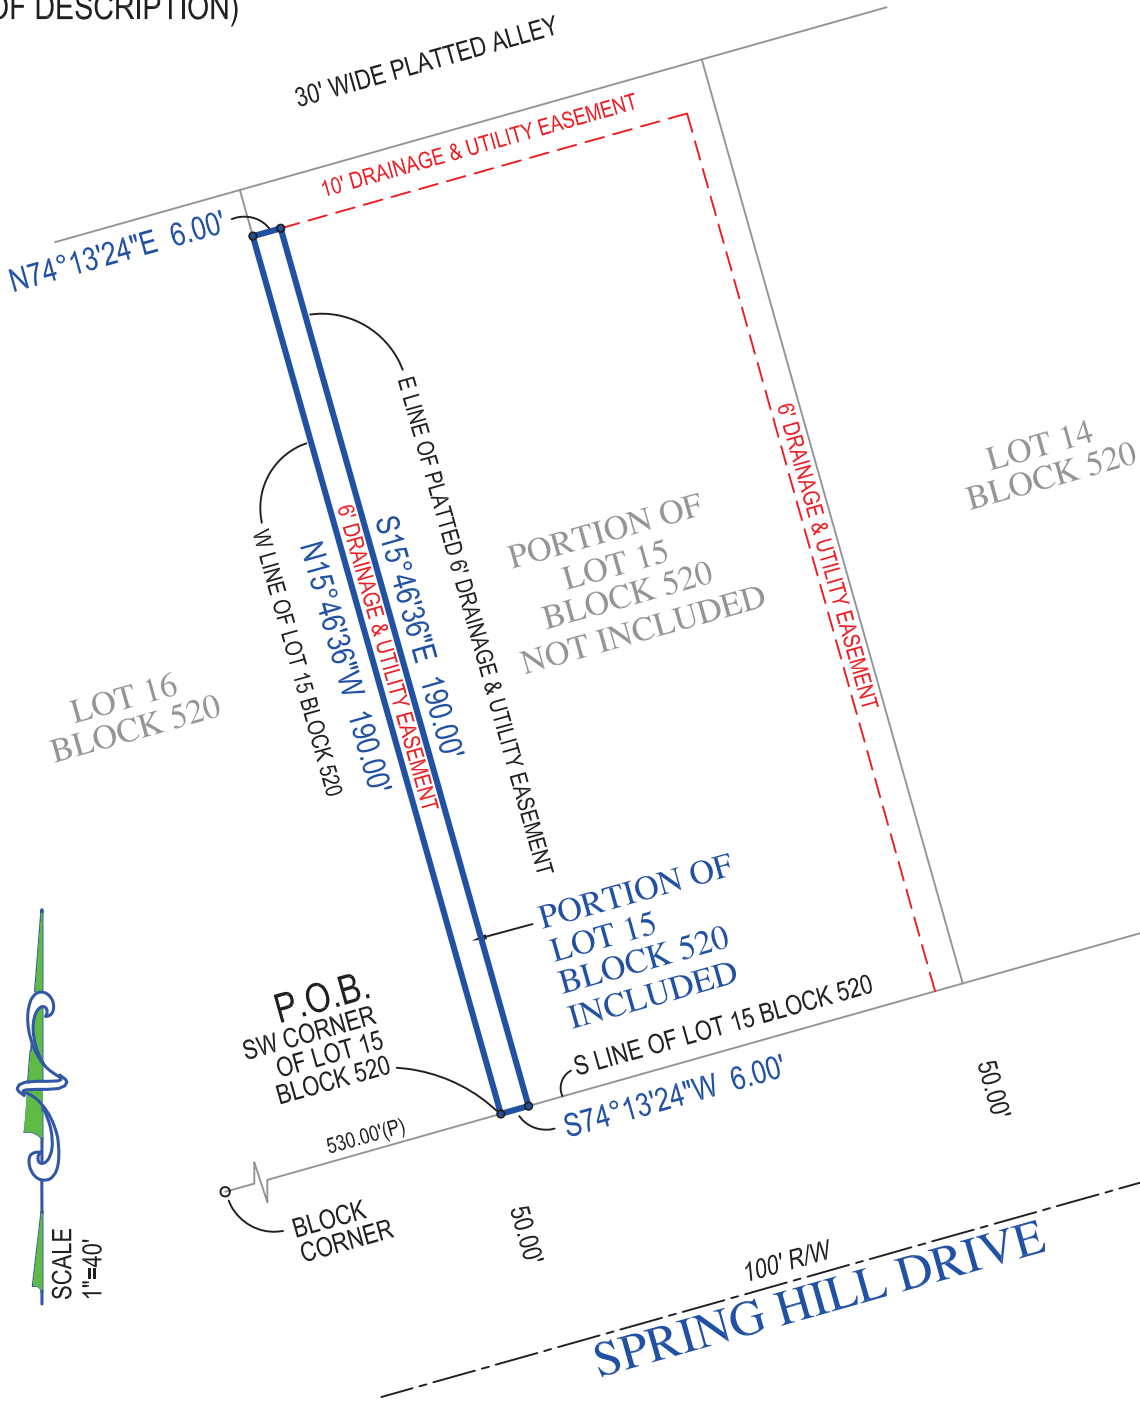 OF DESCRIPTION)
30' WIDE PLATTED ALLEY
10' DRAINAGE & UTILITY EASEMENT
N74°13'24"E 6.00'
E LINE OF PLATTED 6' DRAINAGE & UTILITY EASEMENT
6' DRAINAGE & UTILITY EASEMENT
LOT 14
BLOCK 520
PORTION OF
LOT 15
BLOCK 520
NOT INCLUDED
S15°46'36"E 190.00'
6' DRAINAGE & UTILITY EASEMENT
N15°46'36"W 190.00'
W LINE OF LOT 15 BLOCK 520
LOT 16
BLOCK 520
PORTION OF
LOT 15
BLOCK 520
INCLUDED
P.O.B.
SW CORNER
OF LOT 15
BLOCK 520
S LINE OF LOT 15 BLOCK 520
S74°13'24"W 6.00'
530.00'(P)
BLOCK
CORNER
50.00'
50.00'
SCALE
1"=40'
100' R/W
SPRING HILL DRIVE